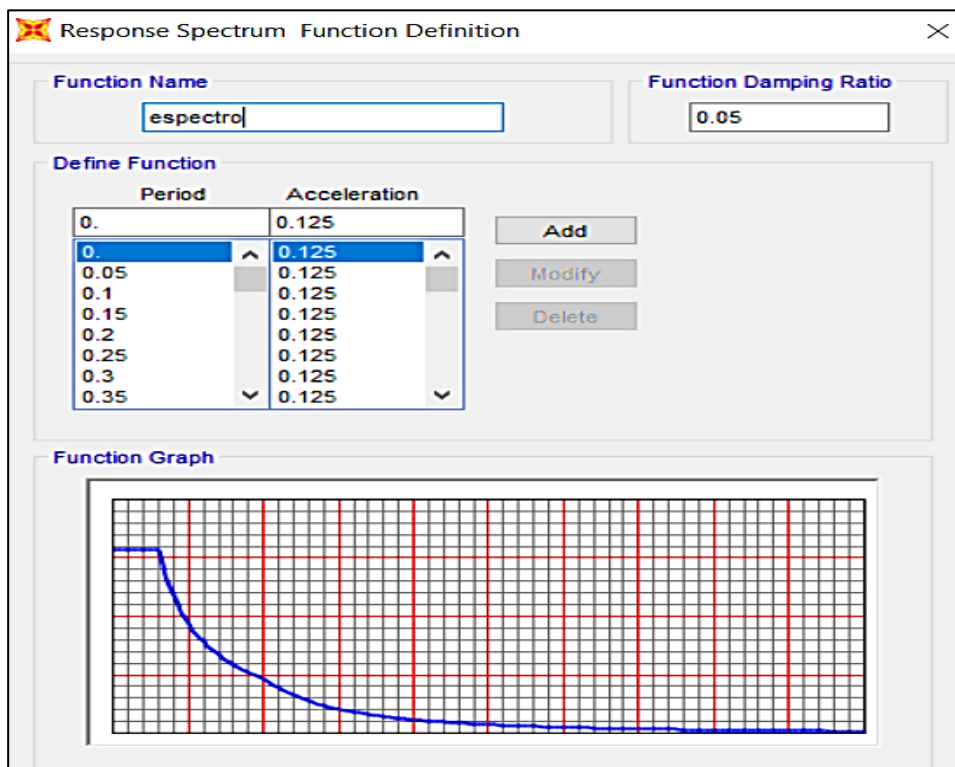 Response Spectrum Function Definition
Function Name
Function Damping Ratio
espectro
0.05
Define Function
Period Acceleration
0. 0.125
Add
0. 0.125
0.05 0.125
Modify
0.1 0.125
0.15 0.125
Delete
0.2 0.125
0.25 0.125
0.3 0.125
0.35 0.125
Function Graph